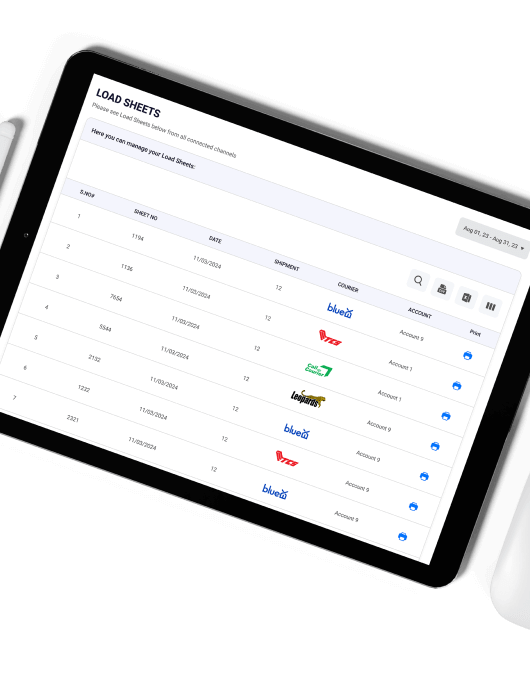 LOAD SHEETS
Please see Load Sheets below from all connected channels
Here you can manage your Load Sheets:
Aug 01, 23 - Aug 31, 23
S.NO# SHEET NO DATE SHIPMENT COURIER ACCOUNT Print
1 1194 11/03/2024 12 blueEX Account 9
2 1136 11/03/2024 12 TCS Account 1
3 7654 11/03/2024 12 Call Courier Account 1
4 5544 11/03/2024 12 Leopards Account 9
5 2132 11/03/2024 12 blueEX Account 9
6 1232 11/03/2024 12 TCS Account 9
7 2321 11/03/2024 12 blueEX Account 9